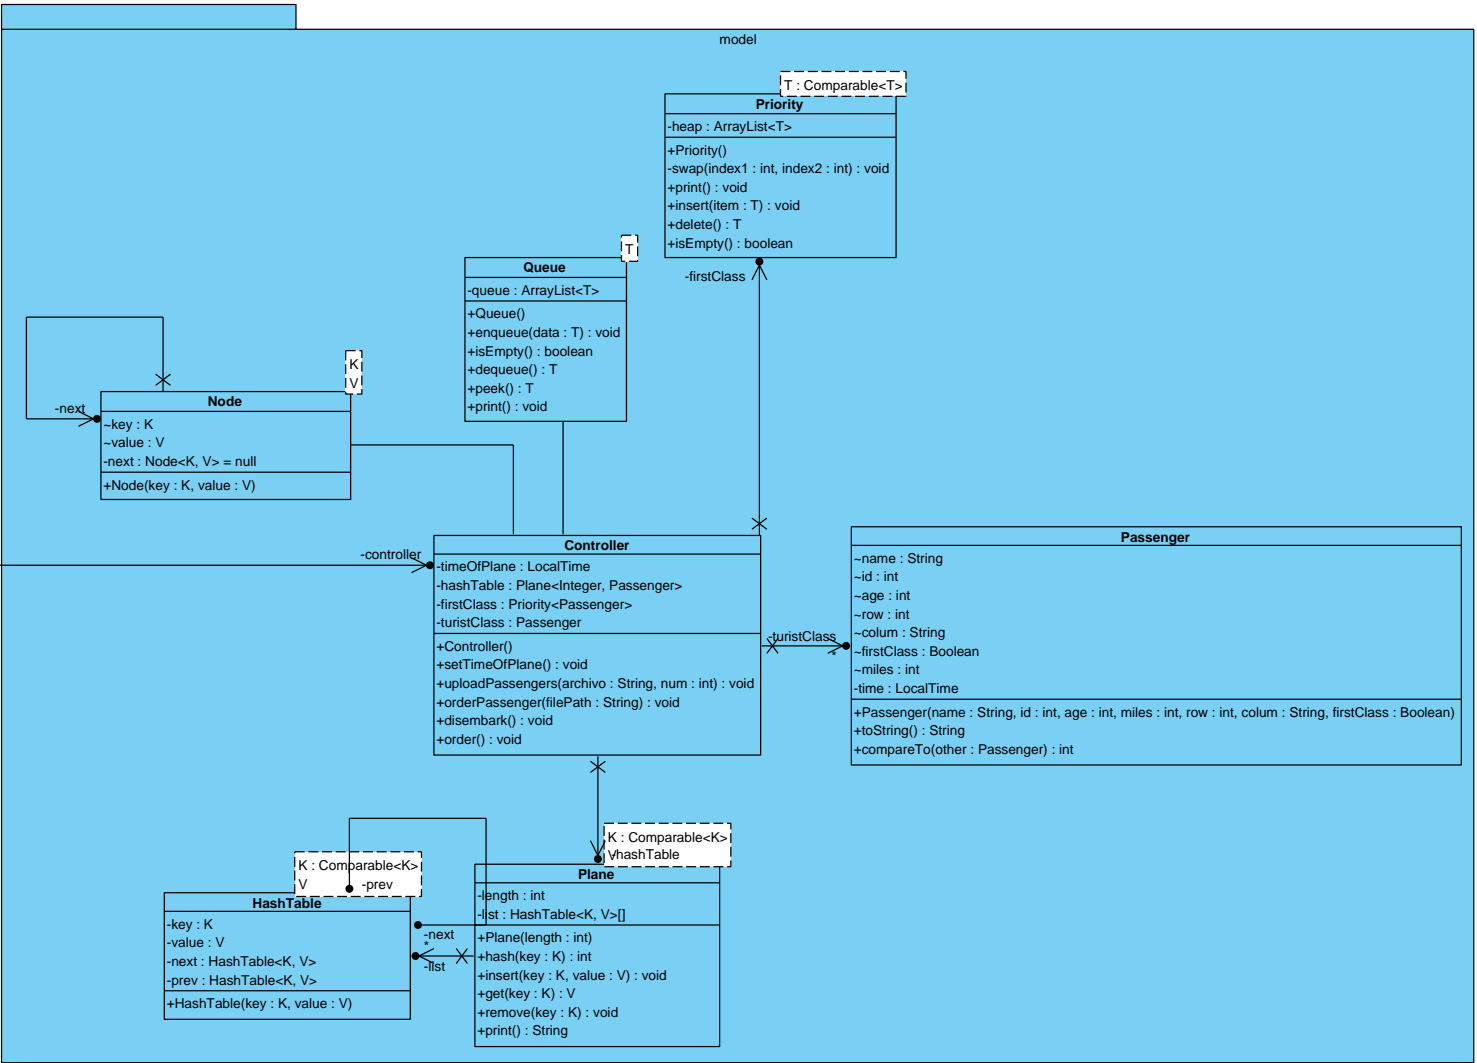 model
T : Comparable<T>
Priority
-heap : ArrayList<T>
+Priority()
-swap(index1 : int, index2 : int) : void
+print() : void
+insert(item : T) : void
+delete() : T
+isEmpty() : boolean
-firstClass
T
Queue
-queue : ArrayList<T>
+Queue()
+enqueue(data : T) : void
+isEmpty() : boolean
+dequeue() : T
+peek() : T
+print() : void
K
V
Node
-next
~key : K
~value : V
-next : Node<K, V> = null
+Node(key : K, value : V)
-controller
Controller
-timeOfPlane : LocalTime
-hashTable : Plane<Integer, Passenger>
-firstClass : Priority<Passenger>
-turistClass : Passenger
+Controller()
+setTimeOfPlane() : void
+uploadPassengers(archivo : String, num : int) : void
+orderPassenger(filePath : String) : void
+disembark() : void
+order() : void
-turistClass
*
Passenger
~name : String
~id : int
~age : int
~row : int
~colum : String
~firstClass : Boolean
~miles : int
-time : LocalTime
+Passenger(name : String, id : int, age : int, miles : int, row : int, colum : String, firstClass : Boolean)
+toString() : String
+compareTo(other : Passenger) : int
K : Comparable<K>
V
-hashTable
Plane
-length : int
-list : HashTable<K, V>[]
+Plane(length : int)
+hash(key : K) : int
+insert(key : K, value : V) : void
+get(key : K) : V
+remove(key : K) : void
+print() : String
K : Comparable<K>
V
-prev
HashTable
-key : K
-value : V
-next : HashTable<K, V>
-prev : HashTable<K, V>
+HashTable(key : K, value : V)
-next
*
-list